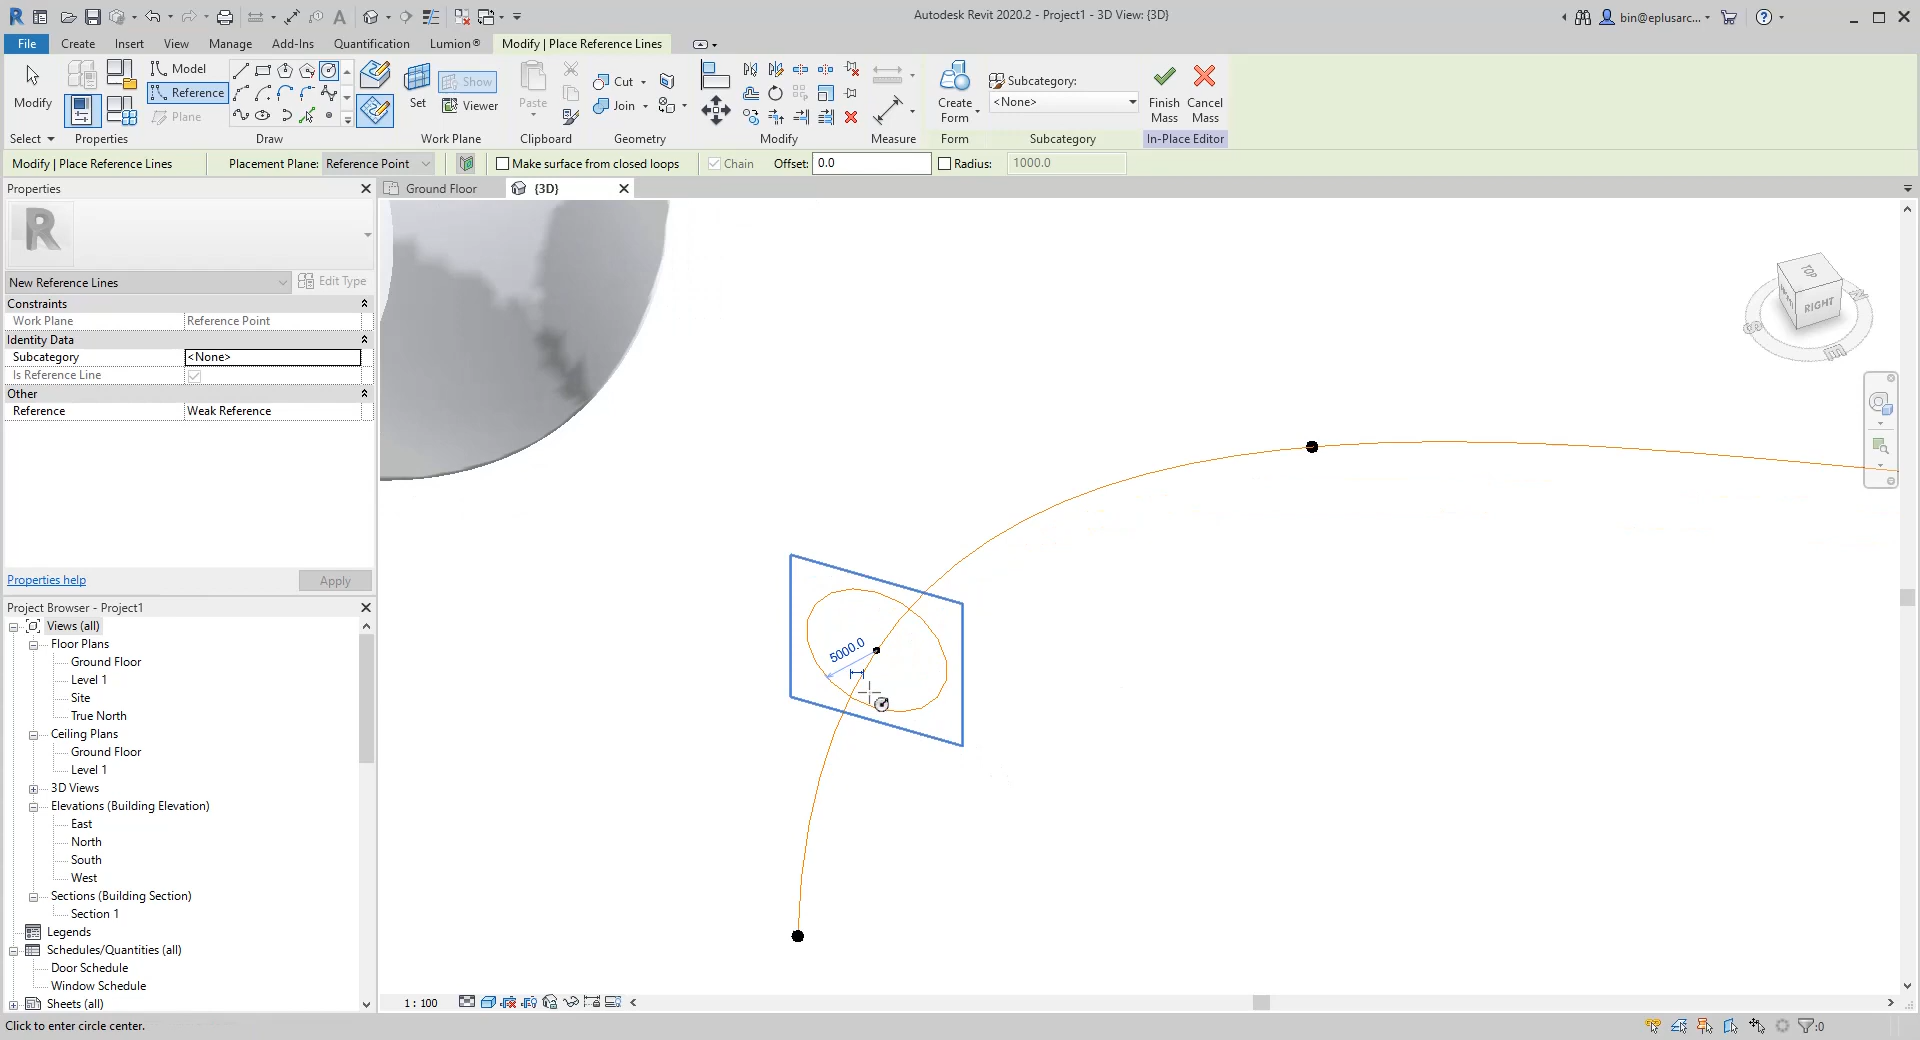 Autodesk Revit 2020.2 - Project1 - 3D View: {3D}
bin@eplusarc...
File Create Insert View Manage Add-Ins Quantification Lumion® Modify | Place Reference Lines
Modify
Select
Properties
Model
Reference
Plane
Draw
Set
Show
Viewer
Work Plane
Paste
Clipboard
Cut
Join
Geometry
Modify
Measure
Create
Form
Form
Subcategory:
<None>
Subcategory
Finish
Mass
Cancel
Mass
In-Place Editor
Modify | Place Reference Lines Placement Plane: Reference Point Make surface from closed loops Chain Offset: 0.0 Radius: 1000.0
Properties
R
New Reference Lines Edit Type
Constraints
Work Plane Reference Point
Identity Data
Subcategory <None>
Is Reference Line
Other
Reference Weak Reference
Properties help Apply
Project Browser - Project1
Views (all)
Floor Plans
Ground Floor
Level 1
Site
True North
Ceiling Plans
Ground Floor
Level 1
3D Views
Elevations (Building Elevation)
East
North
South
West
Sections (Building Section)
Section 1
Legends
Schedules/Quantities (all)
Door Schedule
Window Schedule
Sheets (all)
Ground Floor {3D}
TOP
RIGHT
5000.0
1 : 100
Click to enter circle center.
:0